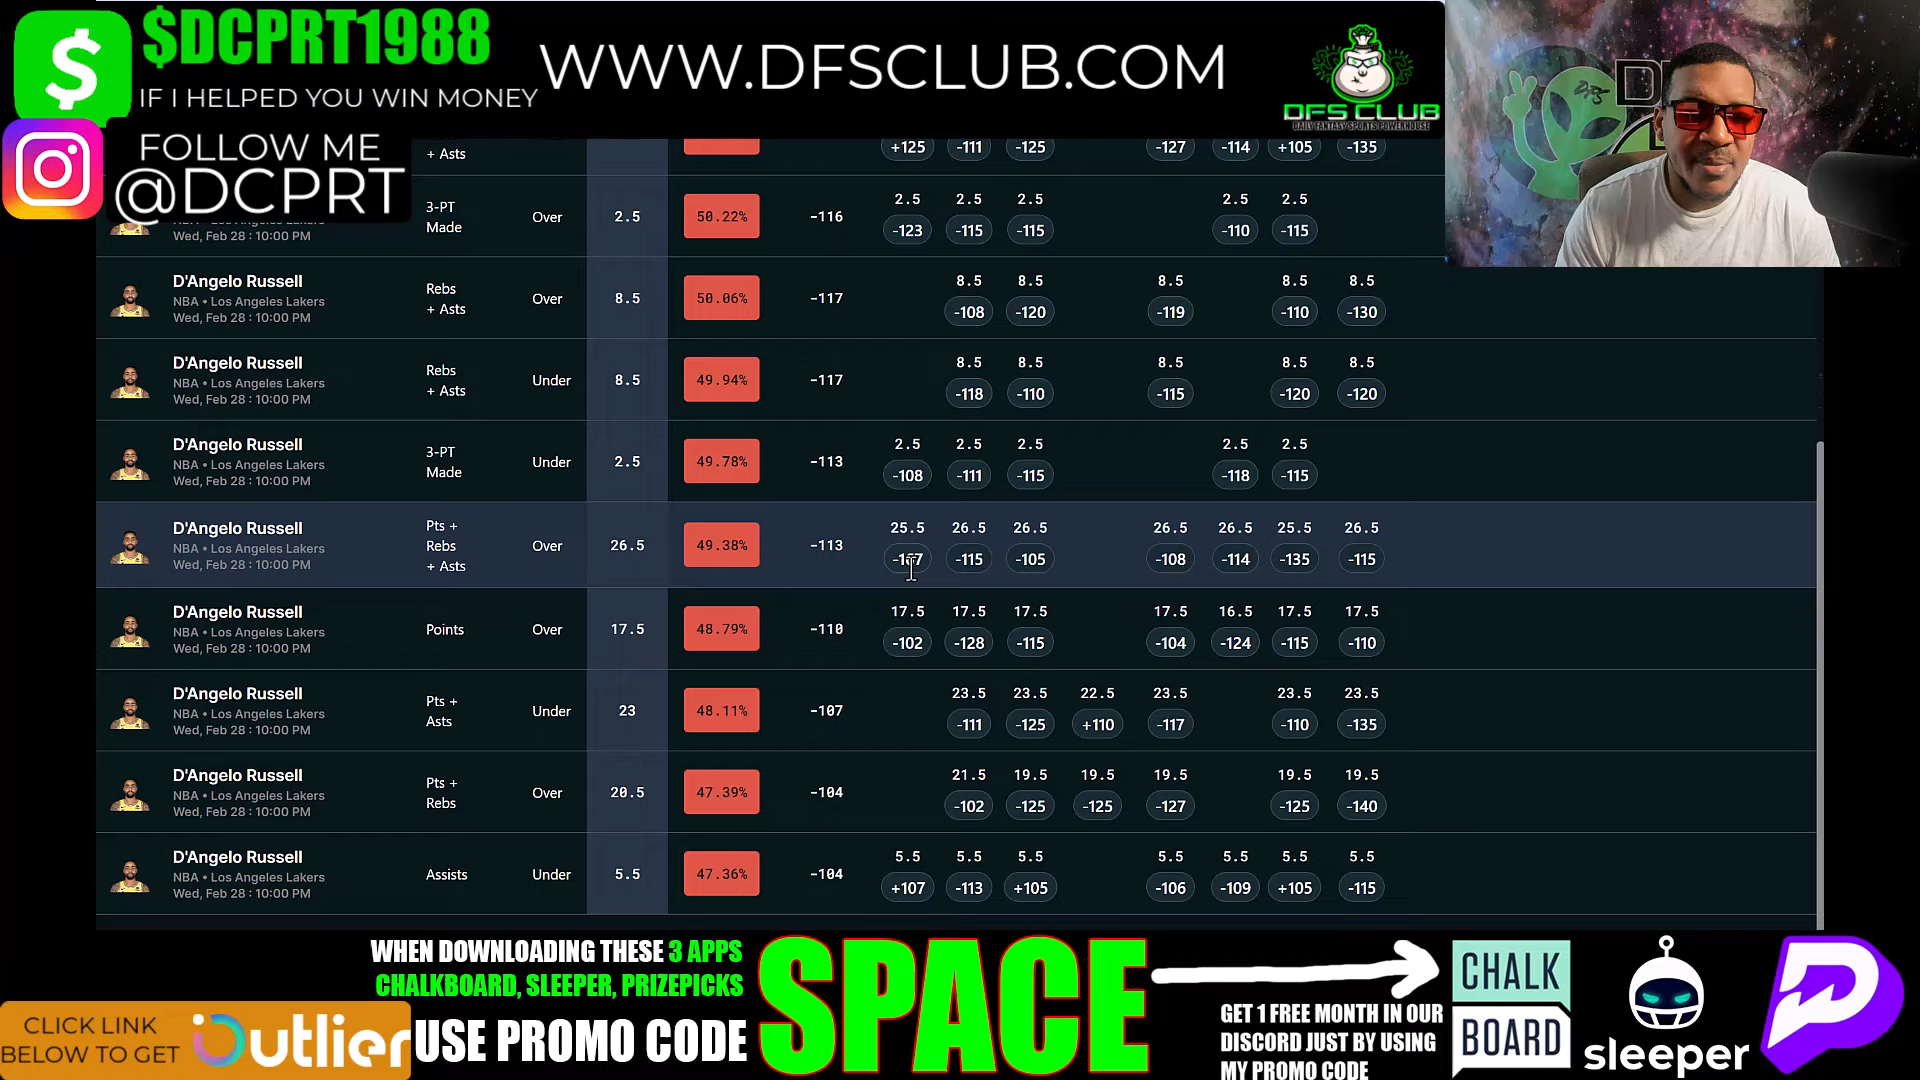 $DCPRT1988
IF I HELPED YOU WIN MONEY
WWW.DFSCLUB.COM
DFS CLUB
DAILY FANTASY SPORTS POWERHOUSE
FOLLOW ME
@DCPRT
+ Asts
+125 -111 -125 -127 -114 +105 -135
NBA • Los Angeles Lakers
Wed, Feb 28 : 10:00 PM
3-PT
Made
Over 2.5 50.22% -116
2.5 2.5 2.5 2.5 2.5
-123 -115 -115 -110 -115
D'Angelo Russell
NBA • Los Angeles Lakers
Wed, Feb 28 : 10:00 PM
Rebs
+ Asts
Over 8.5 50.06% -117
8.5 8.5 8.5 8.5 8.5
-108 -120 -119 -110 -130
D'Angelo Russell
NBA • Los Angeles Lakers
Wed, Feb 28 : 10:00 PM
Rebs
+ Asts
Under 8.5 49.94% -117
8.5 8.5 8.5 8.5 8.5
-118 -110 -115 -120 -120
D'Angelo Russell
NBA • Los Angeles Lakers
Wed, Feb 28 : 10:00 PM
3-PT
Made
Under 2.5 49.78% -113
2.5 2.5 2.5 2.5 2.5
-108 -111 -115 -118 -115
D'Angelo Russell
NBA • Los Angeles Lakers
Wed, Feb 28 : 10:00 PM
Pts +
Rebs
+ Asts
Over 26.5 49.38% -113
25.5 26.5 26.5 26.5 26.5 25.5 26.5
-115 -105 -108 -114 -135 -115
D'Angelo Russell
NBA • Los Angeles Lakers
Wed, Feb 28 : 10:00 PM
Points Over 17.5 48.79% -110
17.5 17.5 17.5 17.5 16.5 17.5 17.5
-102 -128 -115 -104 -124 -115 -110
D'Angelo Russell
NBA • Los Angeles Lakers
Wed, Feb 28 : 10:00 PM
Pts +
Asts
Under 23 48.11% -107
23.5 23.5 22.5 23.5 23.5 23.5
-111 -125 +110 -117 -110 -135
D'Angelo Russell
NBA • Los Angeles Lakers
Wed, Feb 28 : 10:00 PM
Pts +
Rebs
Over 20.5 47.39% -104
21.5 19.5 19.5 19.5 19.5 19.5
-102 -125 -125 -127 -125 -140
D'Angelo Russell
NBA • Los Angeles Lakers
Wed, Feb 28 : 10:00 PM
Assists Under 5.5 47.36% -104
5.5 5.5 5.5 5.5 5.5 5.5 5.5
+107 -113 +105 -106 -109 +105 -115
WHEN DOWNLOADING THESE 3 APPS
CHALKBOARD, SLEEPER, PRIZEPICKS
USE PROMO CODE
SPACE
CLICK LINK
BELOW TO GET
Outlier
GET 1 FREE MONTH IN OUR
DISCORD JUST BY USING
MY PROMO CODE
CHALK
BOARD
sleeper